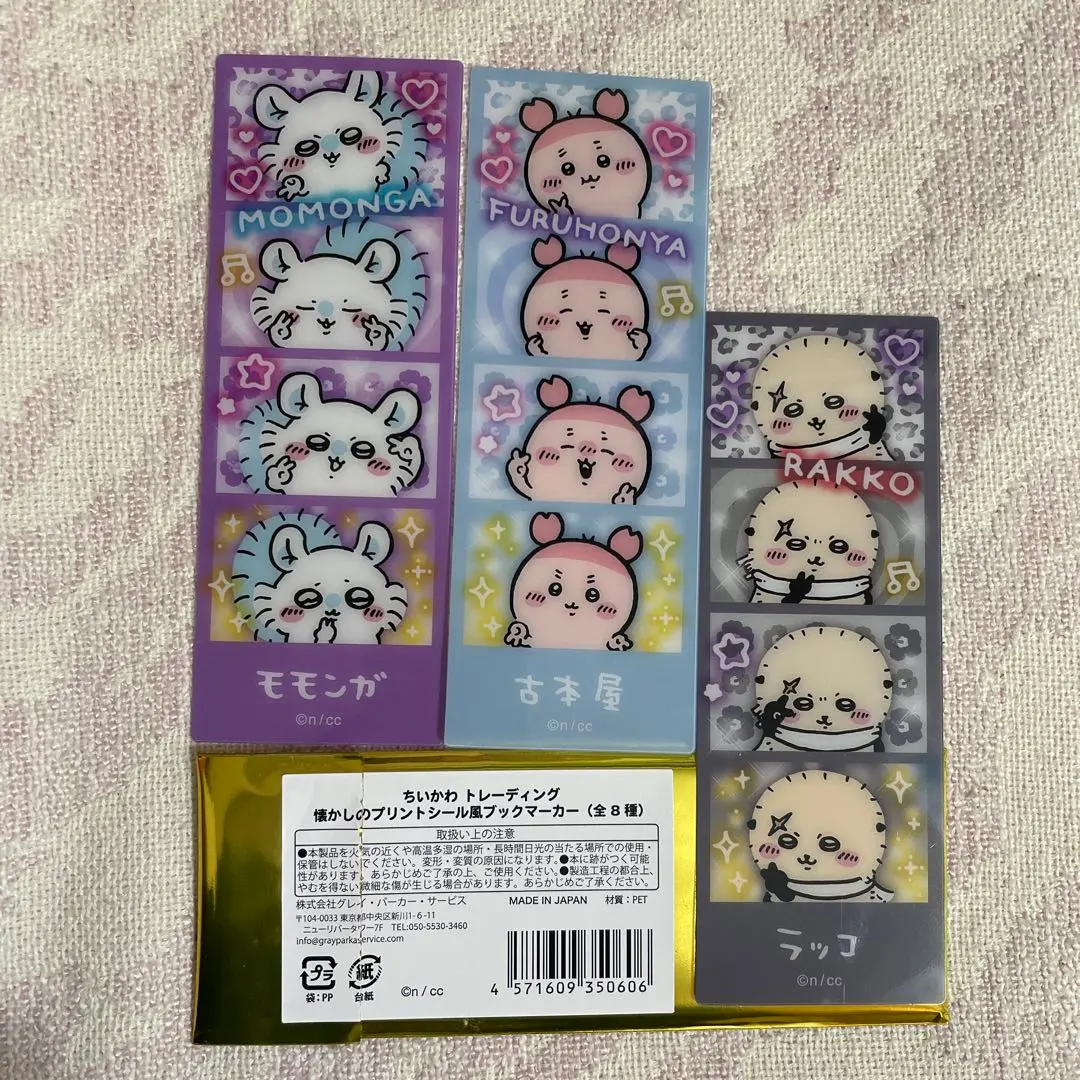 MOMONGA
モモンガ
©n/cc
FURUHONYA
古本屋
©n/cc
RAKKO
ラッコ
©n/cc
ちいかわ トレーディング
懐かしのプリントシール風ブックマーカー（全8種）
取扱い上の注意
●本製品を火気の近くや高温多湿の場所・長時間日光の当たる場所での使用・
保管はしないでください。変形・変質の原因になります。●本に跡がつく可能
性があります。あらかじめご了承の上、ご使用ください。●製造工程の都合上、
やむを得ない微細な傷が生じる場合があります。あらかじめご了承ください。
株式会社グレイ・パーカー・サービス MADE IN JAPAN 材質：PET
〒104-0033 東京都中央区新川1-6-11
ニューリバータワー7F TEL:050-5530-3460
info@grayparkaservice.com
プラ 紙
袋：PP 台紙
©n/cc
4 571609 350606